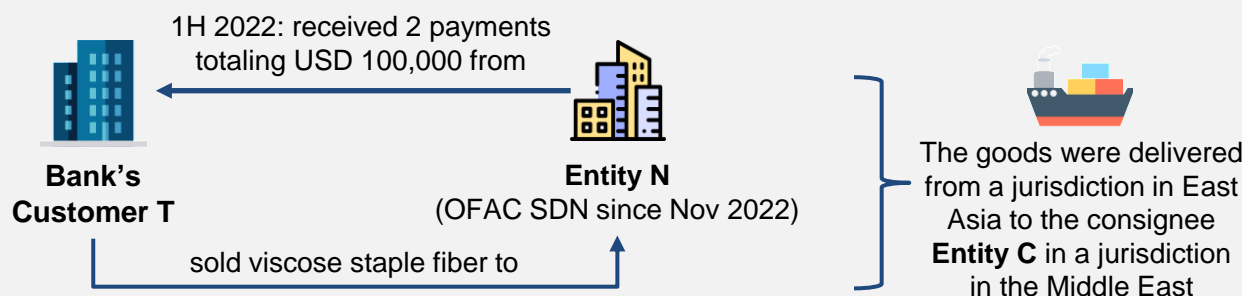 1H 2022: received 2 payments
totaling USD 100,000 from
Bank's
Customer T
Entity N
(OFAC SDN since Nov 2022)
sold viscose staple fiber to
The goods were delivered
from a jurisdiction in East
Asia to the consignee
Entity C in a jurisdiction
in the Middle East